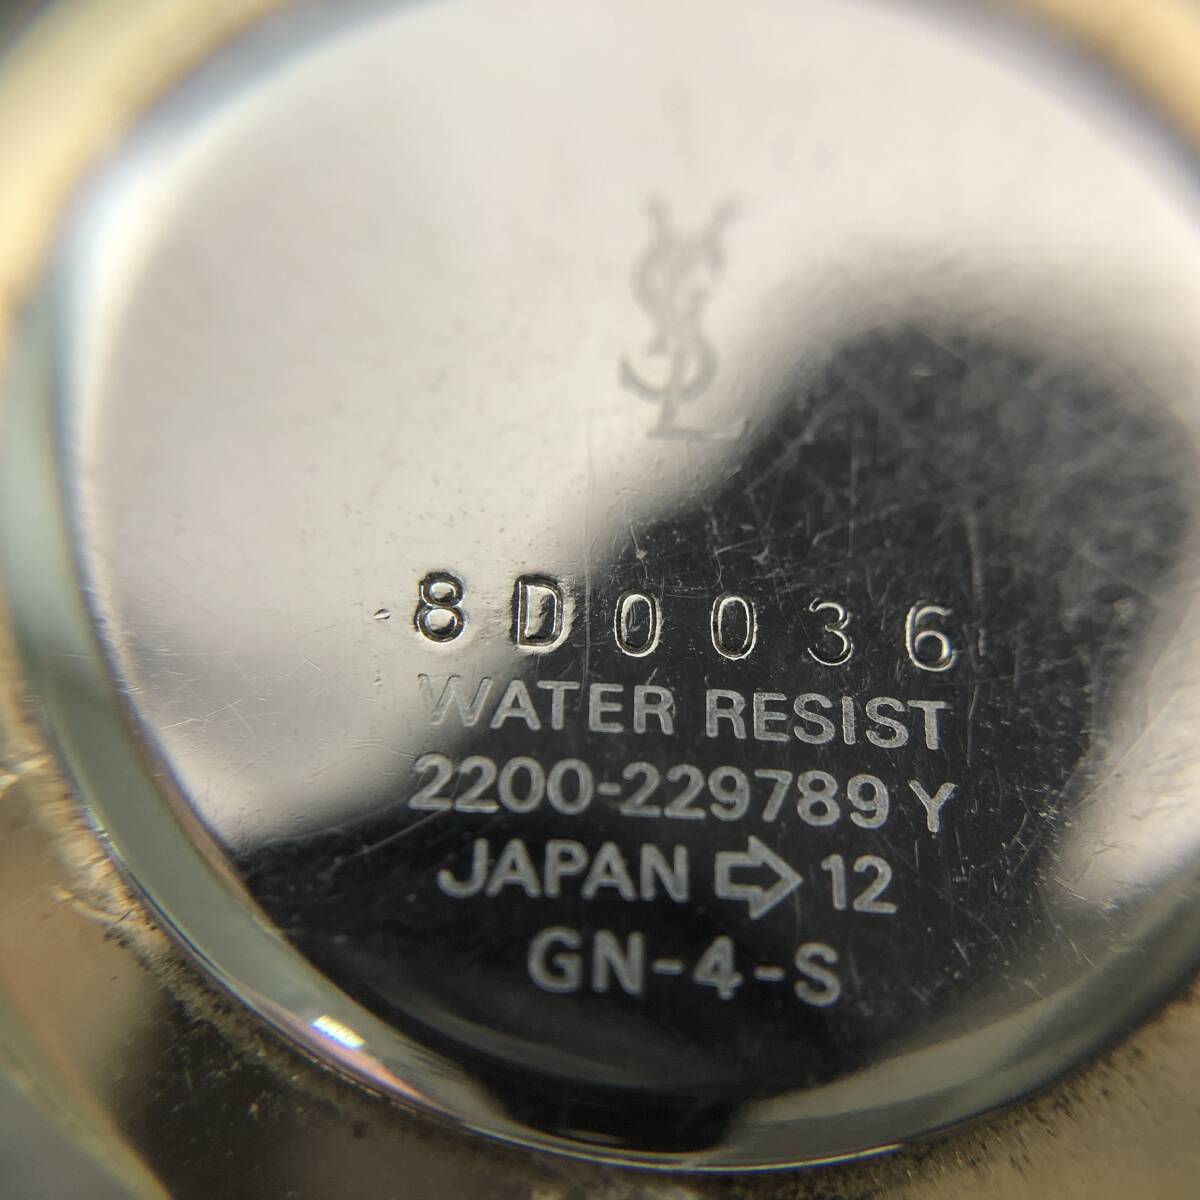 YSL
8D0036
WATER RESIST
2200-229789 Y
JAPAN ⇨ 12
GN-4-S